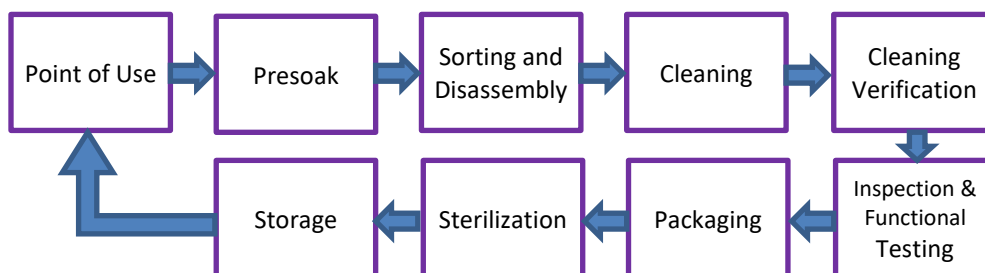 Point of Use
Presoak
Sorting and
Disassembly
Cleaning
Cleaning
Verification
Inspection &
Functional
Testing
Packaging
Sterilization
Storage